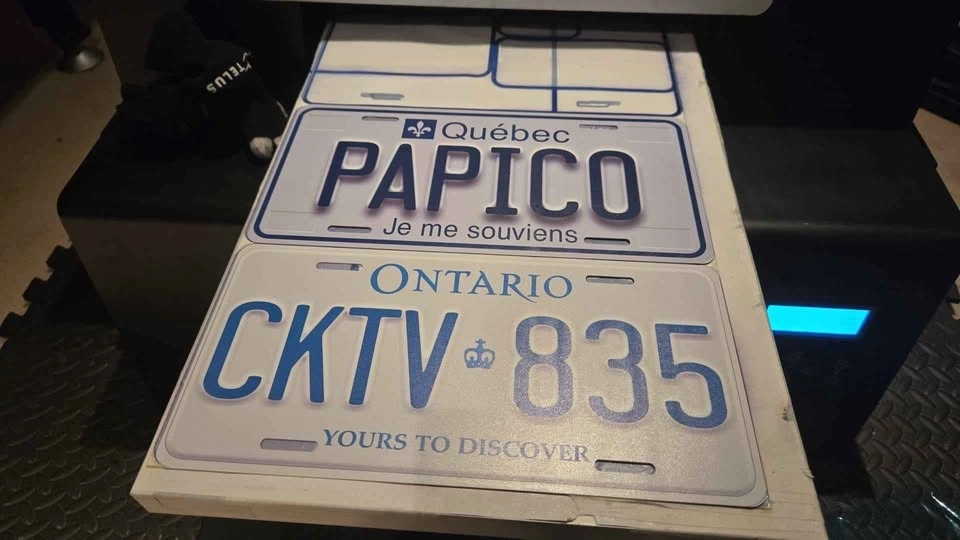 TELUS
Québec
PAPICO
Je me souviens
ONTARIO
CKTV 835
YOURS TO DISCOVER